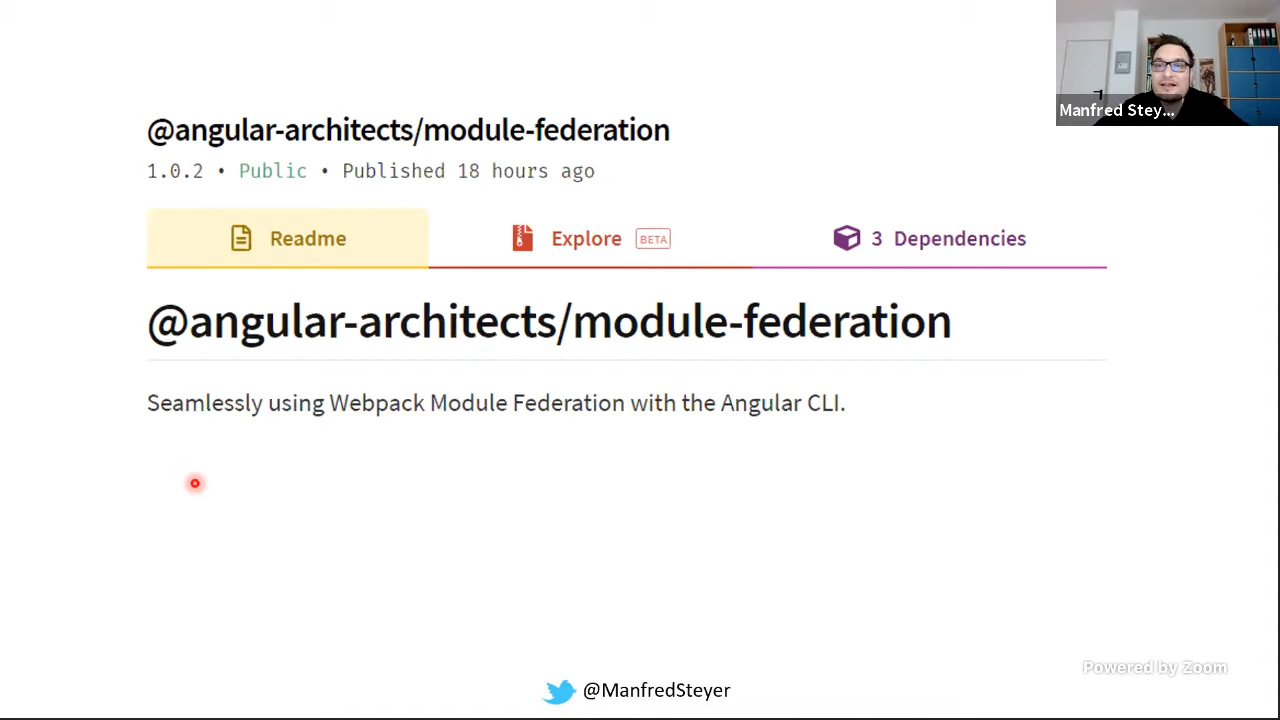 Manfred Stey...
@angular-architects/module-federation
1.0.2 • Public • Published 18 hours ago
Readme
Explore BETA
3 Dependencies
@angular-architects/module-federation
Seamlessly using Webpack Module Federation with the Angular CLI.
Powered by Zoom
@ManfredSteyer